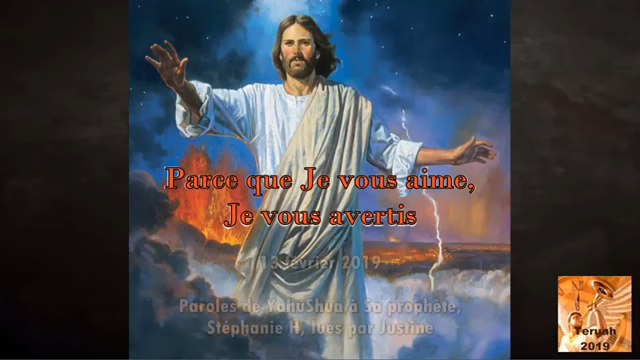 Parce que Je vous aime,
Je vous avertis
13 février 2019
Paroles de YahuShua à Sa prophète,
Stéphanie H, lues par Justine
Teruah
2019